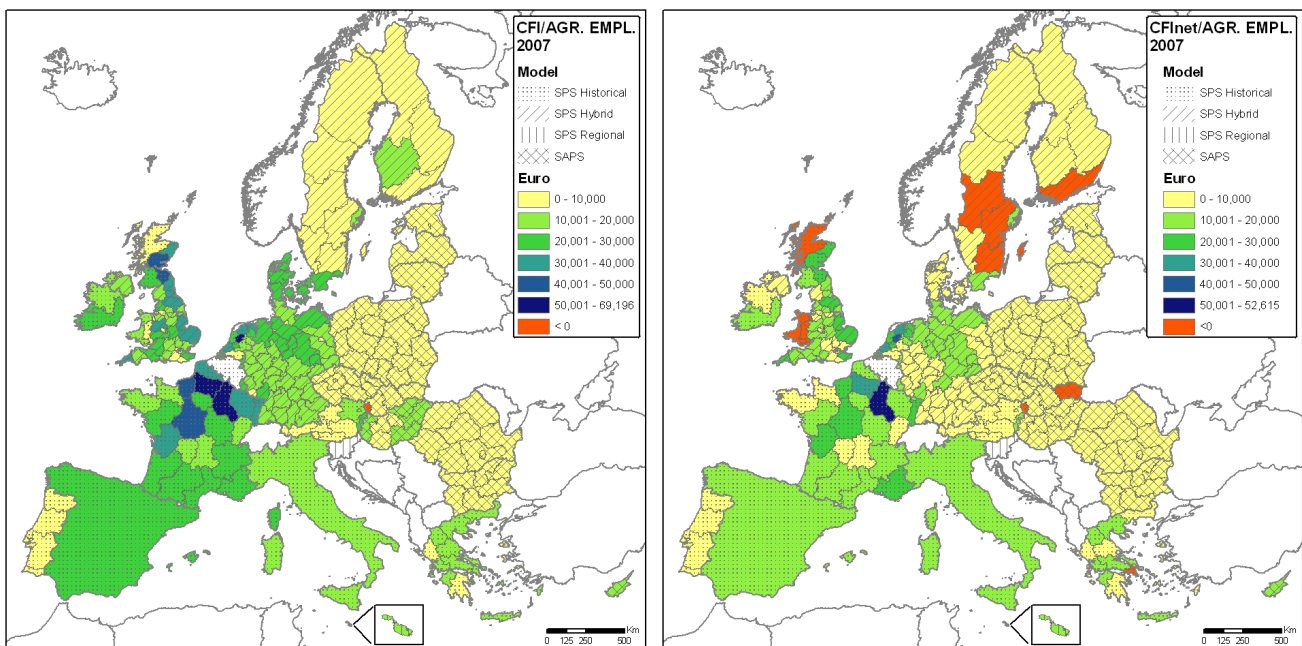 CFI/AGR. EMPL.
2007
Model
SPS Historical
SPS Hybrid
SPS Regional
SAPS
Euro
0 - 10,000
10,001 - 20,000
20,001 - 30,000
30,001 - 40,000
40,001 - 50,000
50,001 - 69,196
< 0
Km
0 125 250 500
CFInet/AGR. EMPL.
2007
Model
SPS Historical
SPS Hybrid
SPS Regional
SAPS
Euro
0 - 10,000
10,001 - 20,000
20,001 - 30,000
30,001 - 40,000
40,001 - 50,000
50,001 - 52,615
<0
Km
0 125 250 500